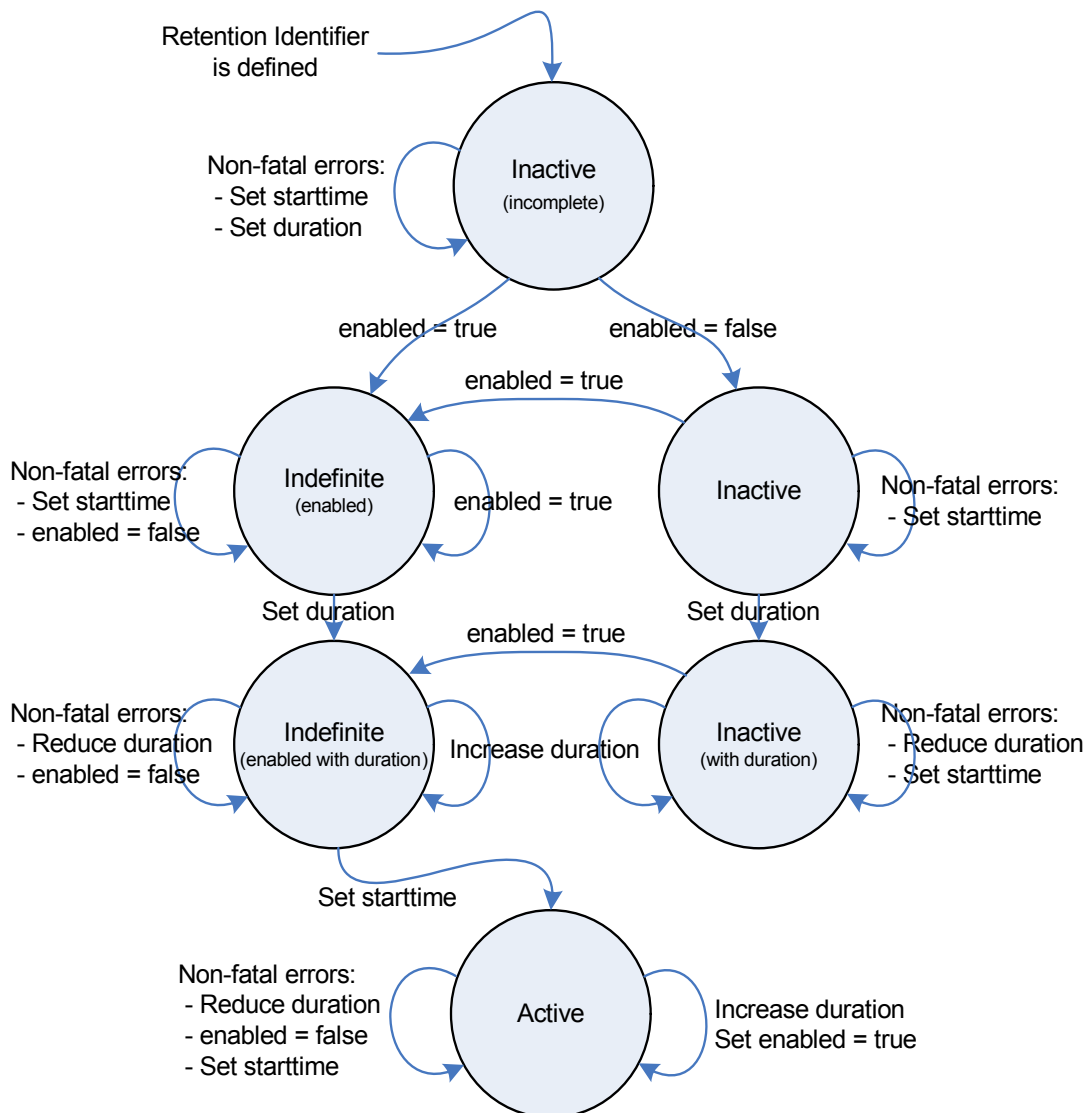 Retention Identifier
is defined
Inactive
(incomplete)
Non-fatal errors:
- Set starttime
- Set duration
enabled = true
enabled = false
enabled = true
Non-fatal errors:
- Set starttime
- enabled = false
Indefinite
(enabled)
enabled = true
Inactive
Non-fatal errors:
- Set starttime
Set duration
Set duration
enabled = true
Non-fatal errors:
- Reduce duration
- enabled = false
Indefinite
(enabled with duration)
Increase duration
Inactive
(with duration)
Non-fatal errors:
- Reduce duration
- Set starttime
Set starttime
Non-fatal errors:
- Reduce duration
- enabled = false
- Set starttime
Active
Increase duration
Set enabled = true